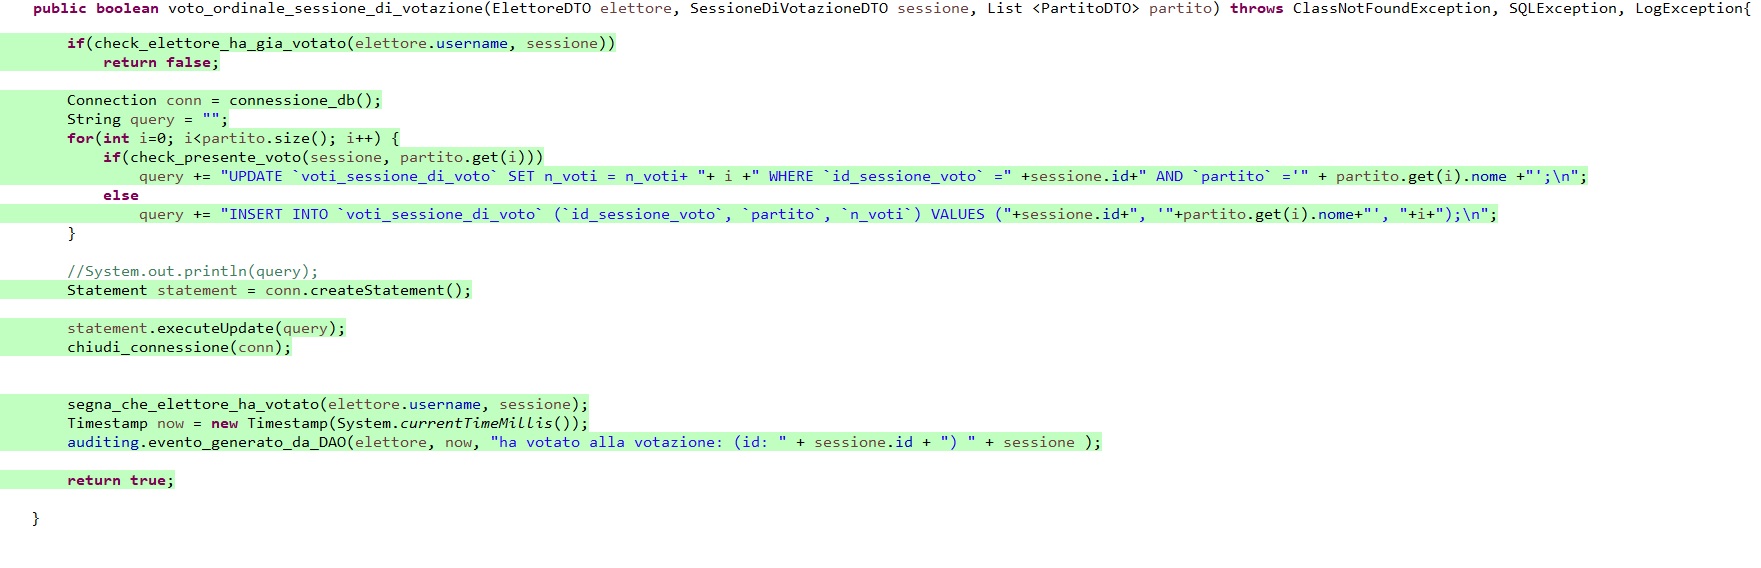 public boolean voto_ordinale_sessione_di_votazione(ElettoreDTO elettore, SessioneDiVotazioneDTO sessione, List <PartitoDTO> partito) throws ClassNotFoundException, SQLException, LogException{
if(check_elettore_ha_gia_votato(elettore.username, sessione))
return false;
Connection conn = connessione_db();
String query = "";
for(int i=0; i<partito.size(); i++) {
if(check_presente_voto(sessione, partito.get(i)))
query += "UPDATE `voti_sessione_di_voto` SET n_voti = n_voti+ "+ i +" WHERE `id_sessione_voto` =" +sessione.id+" AND `partito` ='" + partito.get(i).nome +"';\n";
else
query += "INSERT INTO `voti_sessione_di_voto` (`id_sessione_voto`, `partito`, `n_voti`) VALUES ("+sessione.id+", '"+partito.get(i).nome+"', "+i+");\n";
}
//System.out.println(query);
Statement statement = conn.createStatement();
statement.executeUpdate(query);
chiudi_connessione(conn);
segna_che_elettore_ha_votato(elettore.username, sessione);
Timestamp now = new Timestamp(System.currentTimeMillis());
auditing.evento_generato_da_DAO(elettore, now, "ha votato alla votazione: (id: " + sessione.id + ") " + sessione );
return true;
}